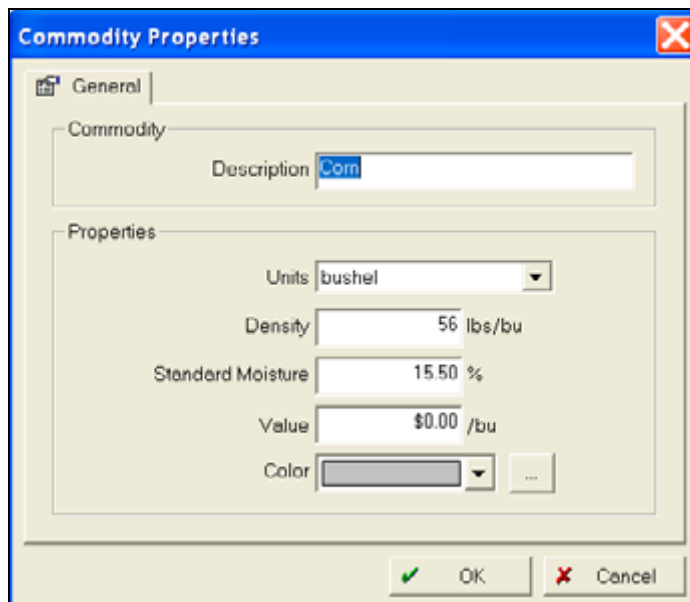 Commodity Properties
General
Commodity
Description Corn
Properties
Units bushel
Density 56 lbs/bu
Standard Moisture 15.50 %
Value $0.00 /bu
Color ...
OK Cancel